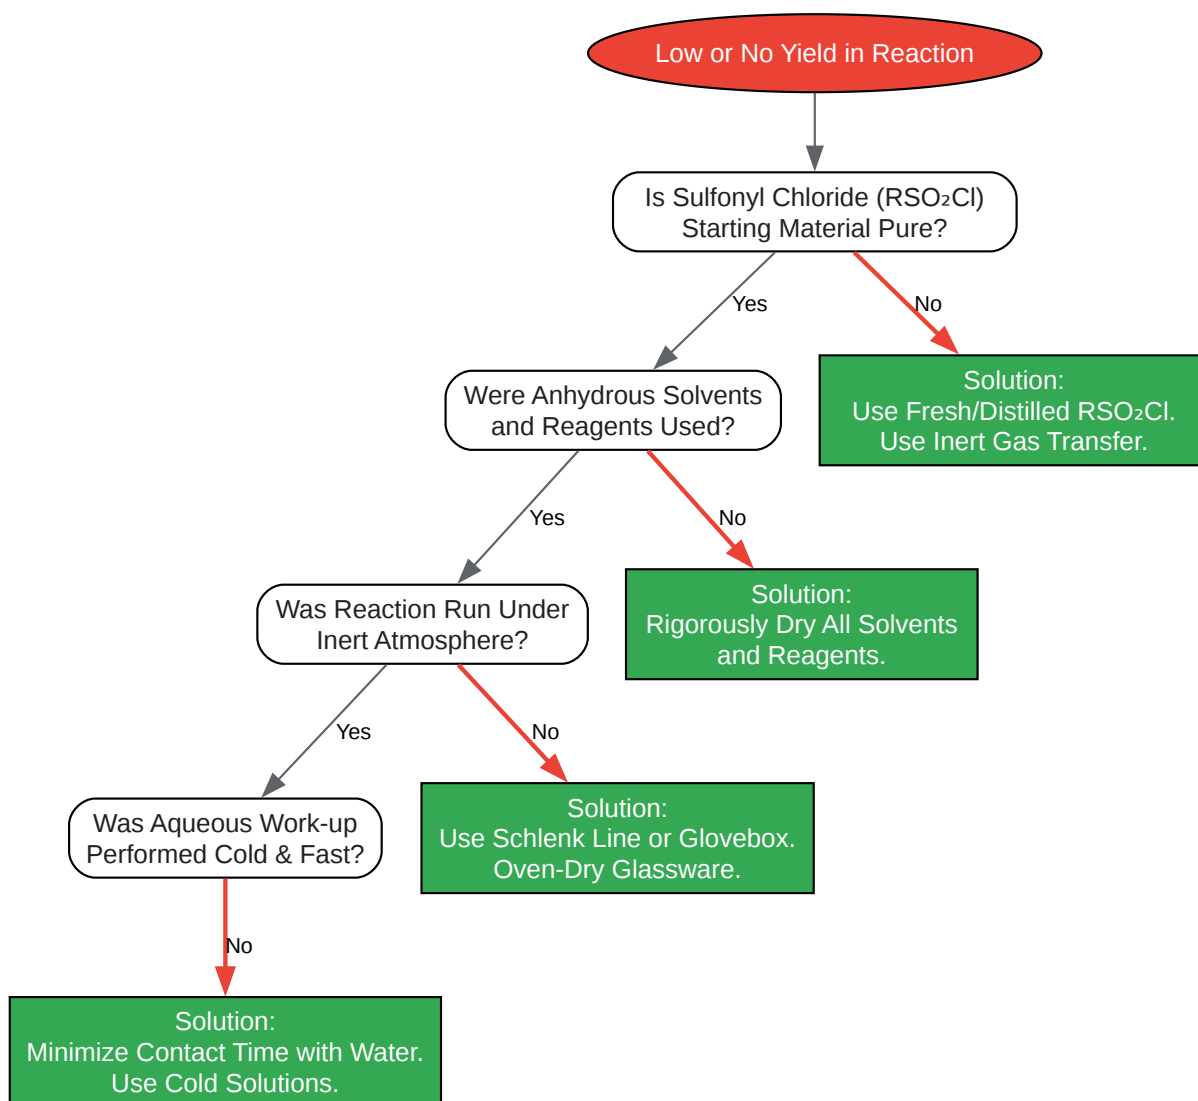 Low or No Yield in Reaction
Is Sulfonyl Chloride (RSO₂Cl)
Starting Material Pure?
Yes
No
Were Anhydrous Solvents
and Reagents Used?
Solution:
Use Fresh/Distilled RSO₂Cl.
Use Inert Gas Transfer.
Yes
No
Was Reaction Run Under
Inert Atmosphere?
Solution:
Rigorously Dry All Solvents
and Reagents.
Yes
No
Was Aqueous Work-up
Performed Cold & Fast?
Solution:
Use Schlenk Line or Glovebox.
Oven-Dry Glassware.
No
Solution:
Minimize Contact Time with Water.
Use Cold Solutions.